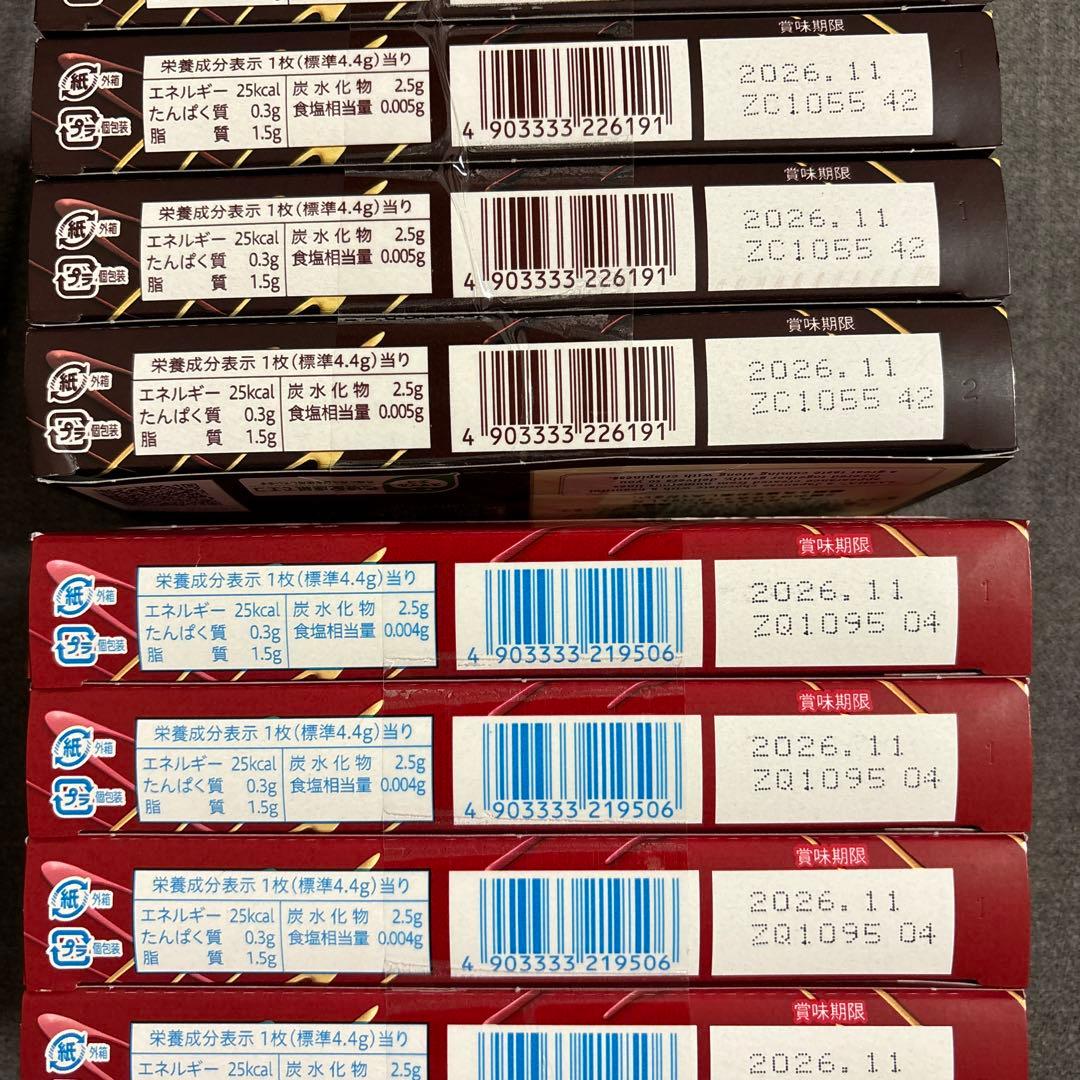 賞味期限
紙 外箱
プラ 個包装
栄養成分表示 1枚(標準4.4g)当り
エネルギー 25kcal 炭水化物 2.5g
たんぱく質 0.3g 食塩相当量 0.005g
脂質 1.5g
4 903333 226191
2026.11
ZC1055 42
1
賞味期限
紙 外箱
プラ 個包装
栄養成分表示 1枚(標準4.4g)当り
エネルギー 25kcal 炭水化物 2.5g
たんぱく質 0.3g 食塩相当量 0.005g
脂質 1.5g
4 903333 226191
2026.11
ZC1055 42
1
賞味期限
紙 外箱
プラ 個包装
栄養成分表示 1枚(標準4.4g)当り
エネルギー 25kcal 炭水化物 2.5g
たんぱく質 0.3g 食塩相当量 0.005g
脂質 1.5g
4 903333 226191
2026.11
ZC1055 42
2
賞味期限
紙 外箱
プラ 個包装
栄養成分表示 1枚(標準4.4g)当り
エネルギー 25kcal 炭水化物 2.5g
たんぱく質 0.3g 食塩相当量 0.004g
脂質 1.5g
4 903333 219506
2026.11
ZQ1095 04
1
賞味期限
紙 外箱
プラ 個包装
栄養成分表示 1枚(標準4.4g)当り
エネルギー 25kcal 炭水化物 2.5g
たんぱく質 0.3g 食塩相当量 0.004g
脂質 1.5g
4 903333 219506
2026.11
ZQ1095 04
1
賞味期限
紙 外箱
プラ 個包装
栄養成分表示 1枚(標準4.4g)当り
エネルギー 25kcal 炭水化物 2.5g
たんぱく質 0.3g 食塩相当量 0.004g
脂質 1.5g
4 903333 219506
2026.11
ZQ1095 04
1
賞味期限
紙 外箱
栄養成分表示 1枚(標準4.4g)当り
エネルギー 25kcal 炭水化物 2.5g
2026.11